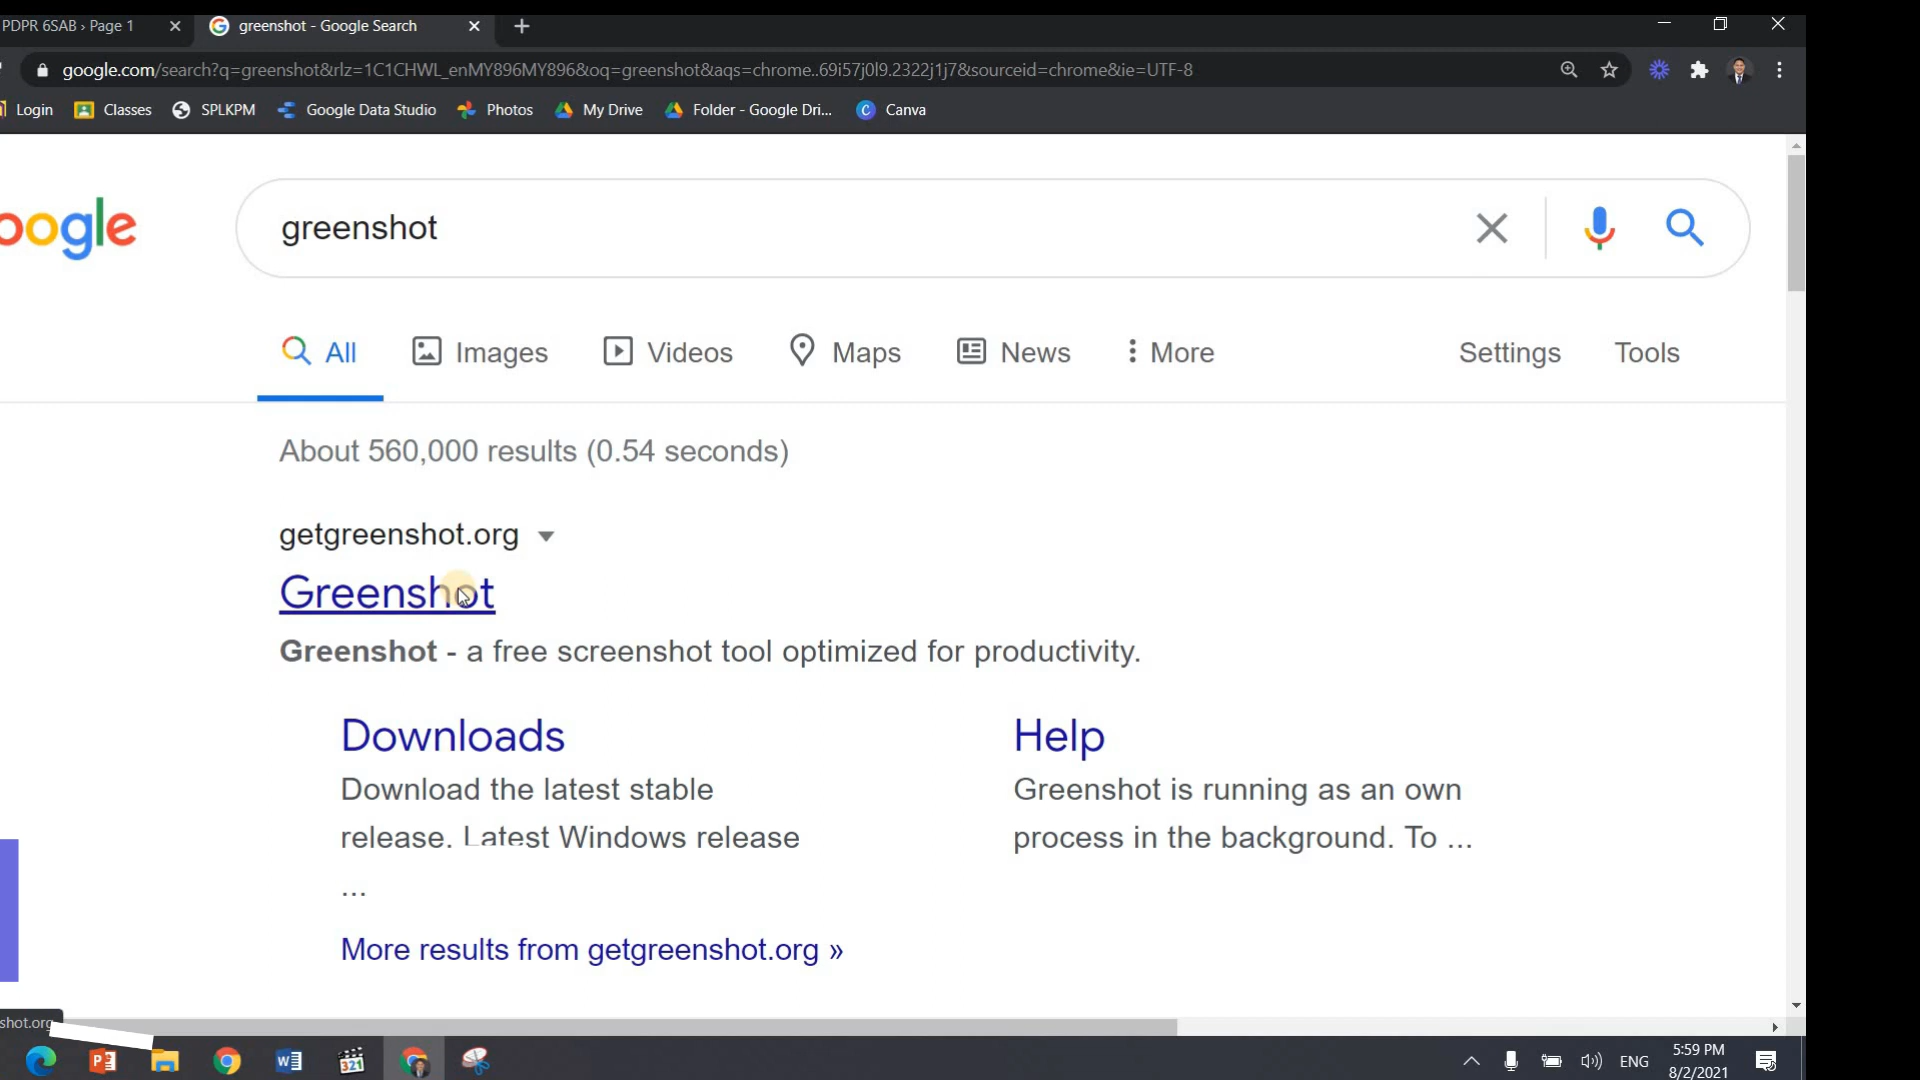 PDPR 6SAB › Page 1
greenshot - Google Search
google.com/search?q=greenshot&rlz=1C1CHWL_enMY896MY896&oq=greenshot&aqs=chrome..69i57j0l9.2322j1j7&sourceid=chrome&ie=UTF-8
Login Classes SPLKPM Google Data Studio Photos My Drive Folder - Google Dri... Canva
oogle
greenshot
All Images Videos Maps News More Settings Tools
About 560,000 results (0.54 seconds)
getgreenshot.org
Greenshot
Greenshot - a free screenshot tool optimized for productivity.
Downloads
Download the latest stable
release. Latest Windows release
...
Help
Greenshot is running as an own
process in the background. To ...
More results from getgreenshot.org »
shot.org
321
ENG
5:59 PM
8/2/2021